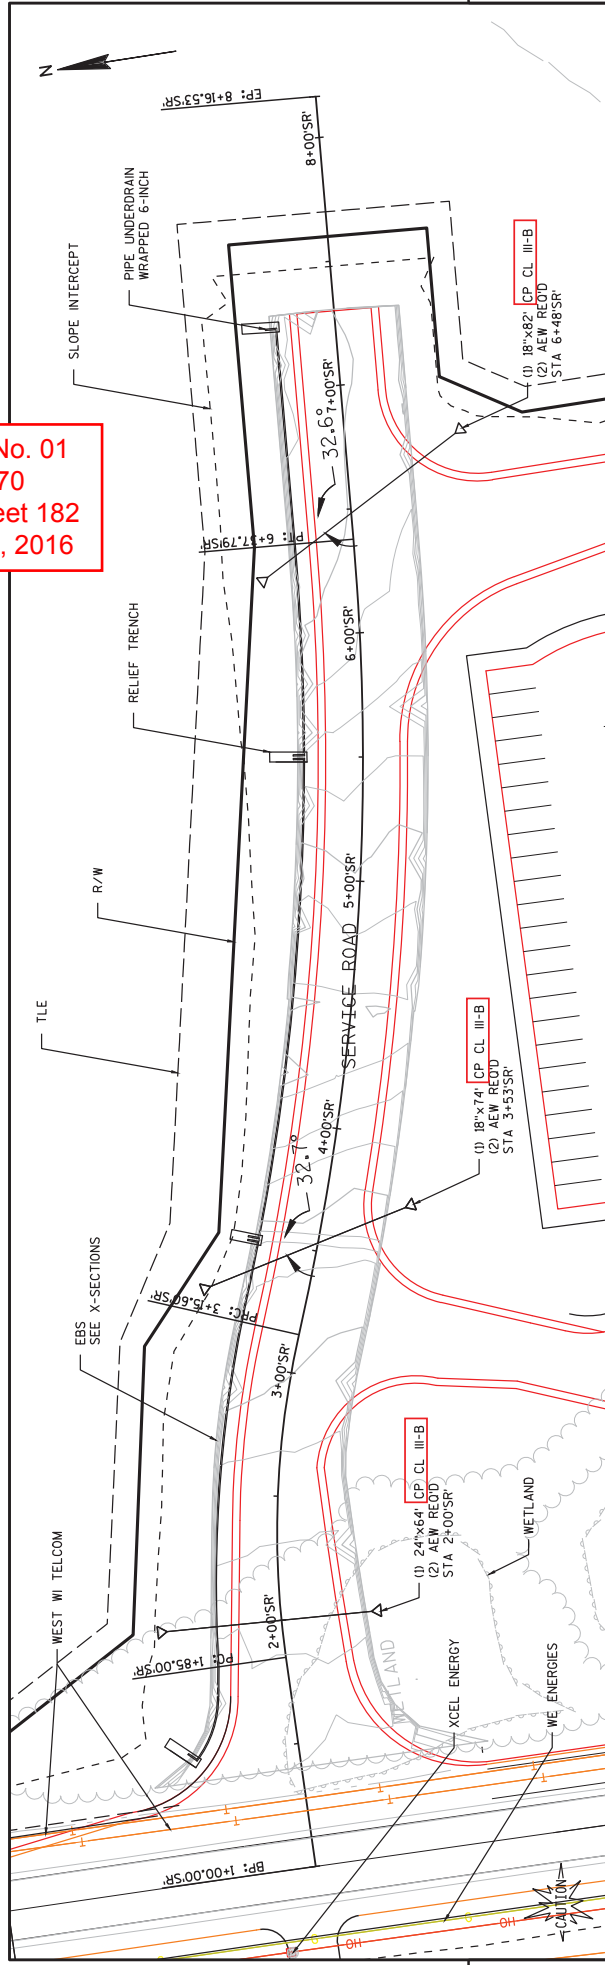 N
EP: 8+16.53'SR'
8+00'SR'
PIPE UNDERDRAIN
WRAPPED 6-INCH
SLOPE INTERCEPT
(1) 18"x82' CP CL III-B
(2) AEW REQ'D
STA 6+48'SR'
7+00'SR'
32.6°
No. 01
70
eet 182
, 2016
PT: 6+37.79'SR'
RELIEF TRENCH
6+00'SR'
R/W
5+00'SR'
SERVICE ROAD
TLE
(1) 18"x74' CP CL III-B
(2) AEW REQ'D
STA 3+53'SR'
4+00'SR'
32.7°
EBS
SEE X-SECTIONS
PRC: 3+15.60'SR'
3+00'SR'
(1) 24"x64' CP CL III-B
(2) AEW REQ'D
STA 2+00'SR'
WETLAND
WEST WI TELCOM
2+00'SR'
PC: 1+85.00'SR'
WETLAND
XCEL ENERGY
WE ENERGIES
T
T
T
T
T
T
BP: 1+00.00'SR'
G
G
G
HO
HO
CAUTION